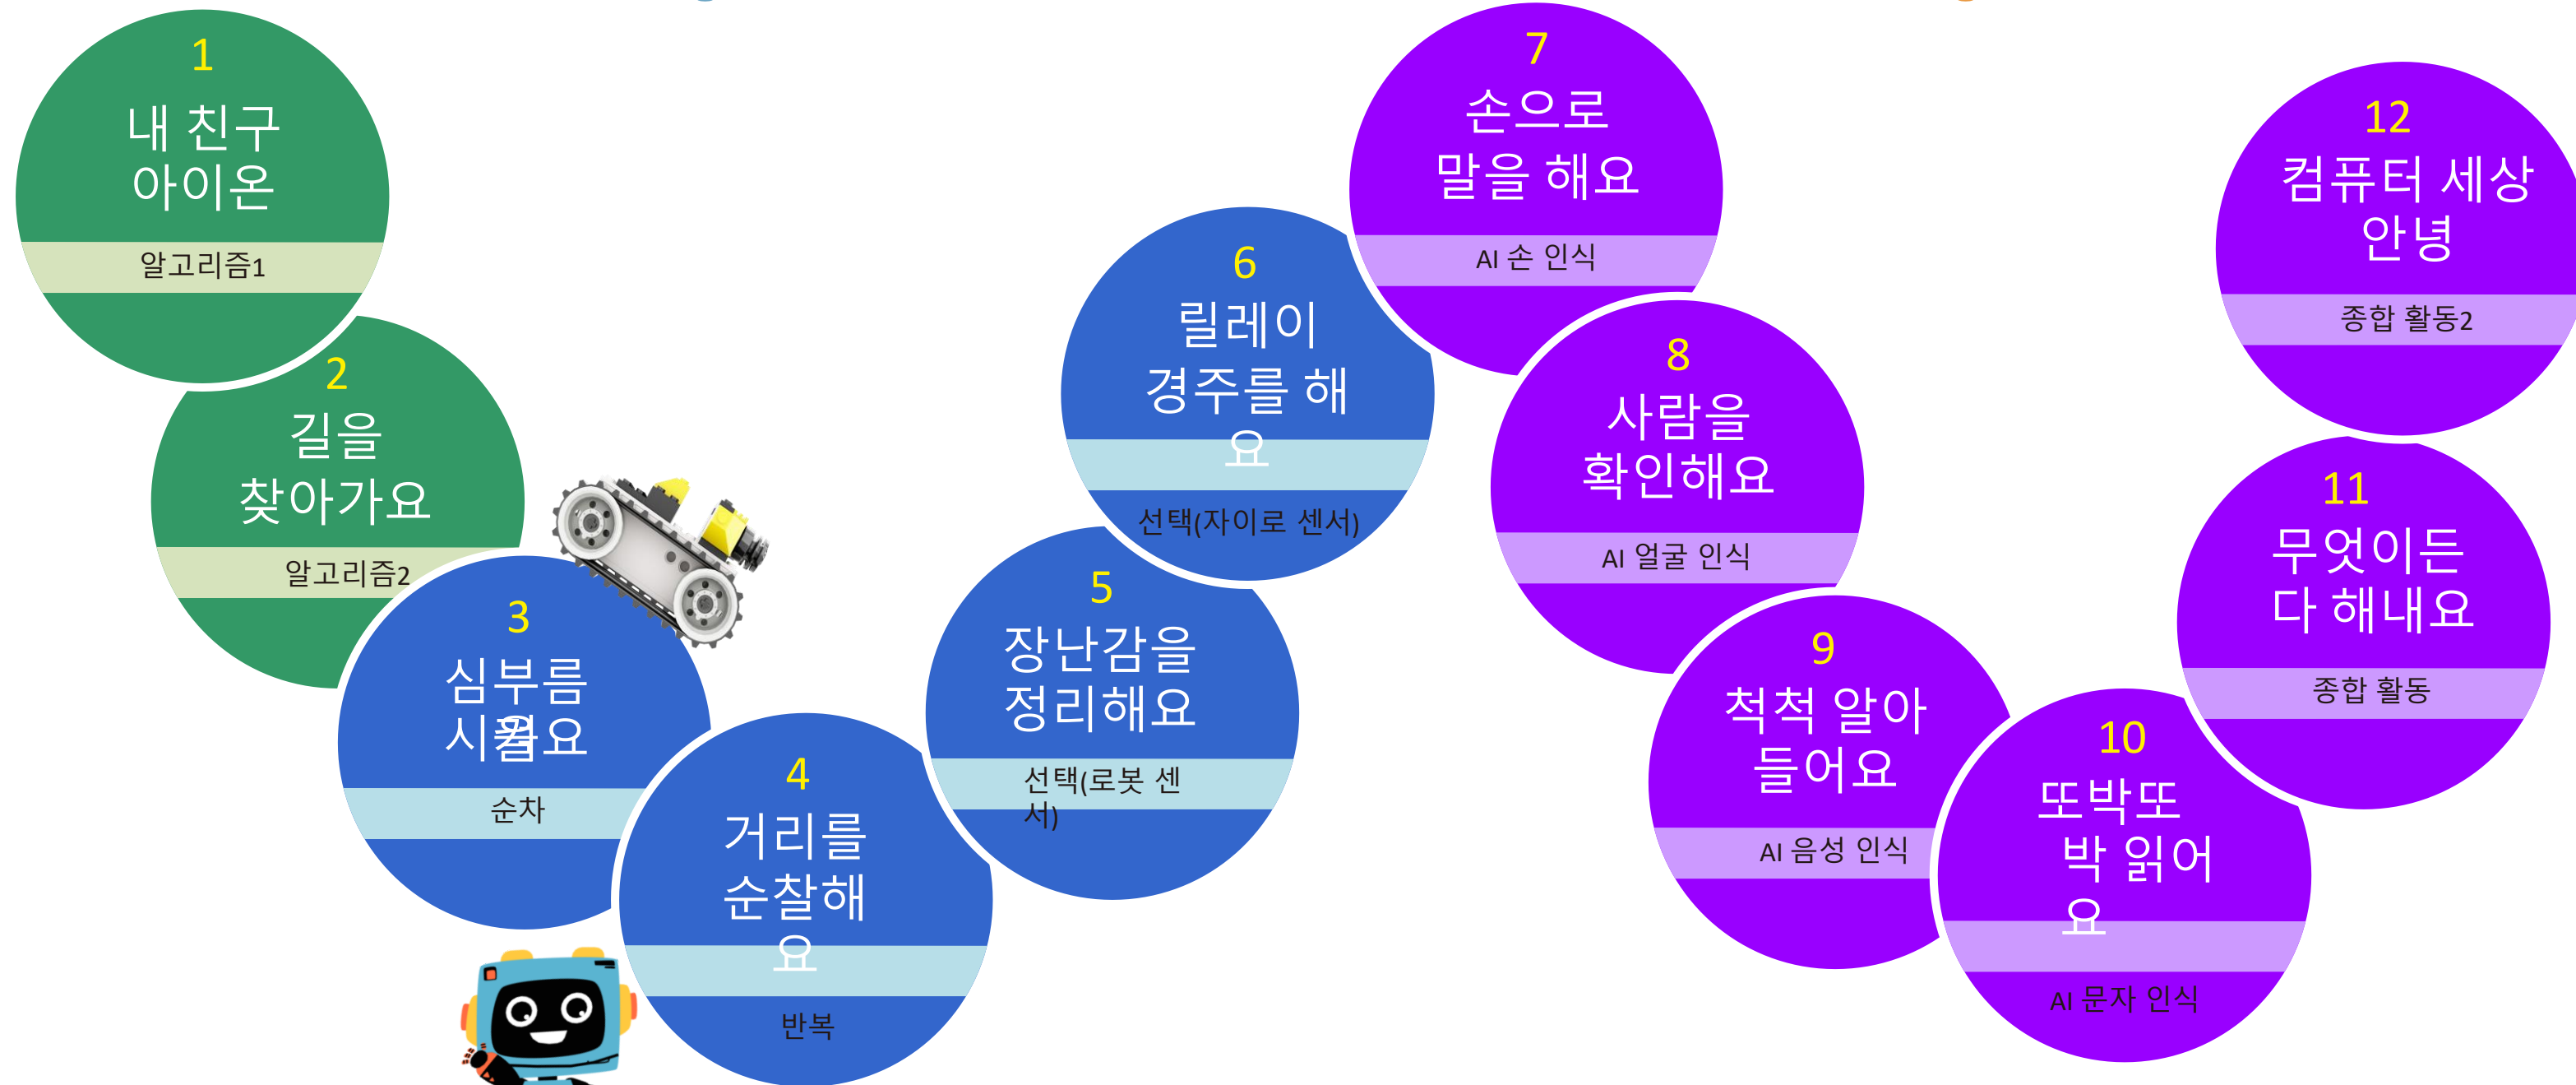 1
내 친구
아이온
알고리즘1
2
길을
찾아가요
알고리즘2
3
심부름을
시켜요
순차
4
거리를
순찰해
요
반복
5
장난감을
정리해요
선택(로봇 센
서)
6
릴레이
경주를 해
요
선택(자이로 센서)
7
손으로
말을 해요
AI 손 인식
8
사람을
확인해요
AI 얼굴 인식
9
척척 알아
들어요
AI 음성 인식
10
또박또
박 읽어
요
AI 문자 인식
11
무엇이든
다 해내요
종합 활동
12
컴퓨터 세상
안녕
종합 활동2